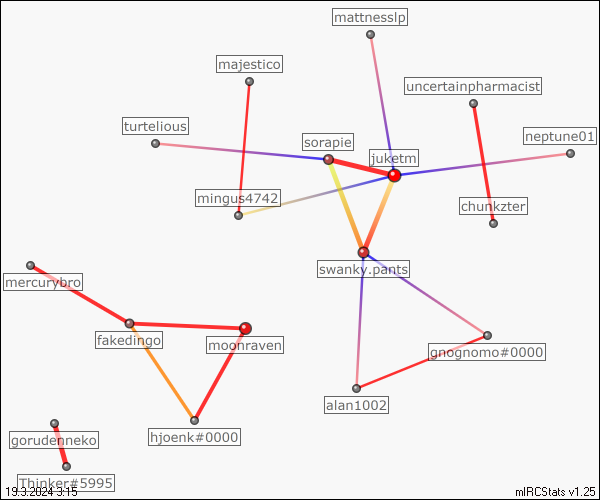 mattnesslp
majestico
uncertainpharmacist
turtelious
neptune01
sorapie
juketm
mingus4742
chunkzter
swanky.pants
mercurybro
fakedingo
moonraven
gnognomo#0000
alan1002
hjoenk#0000
gorudenneko
Thinker#5995
19.3.2024 3:15
mIRCStats v1.25